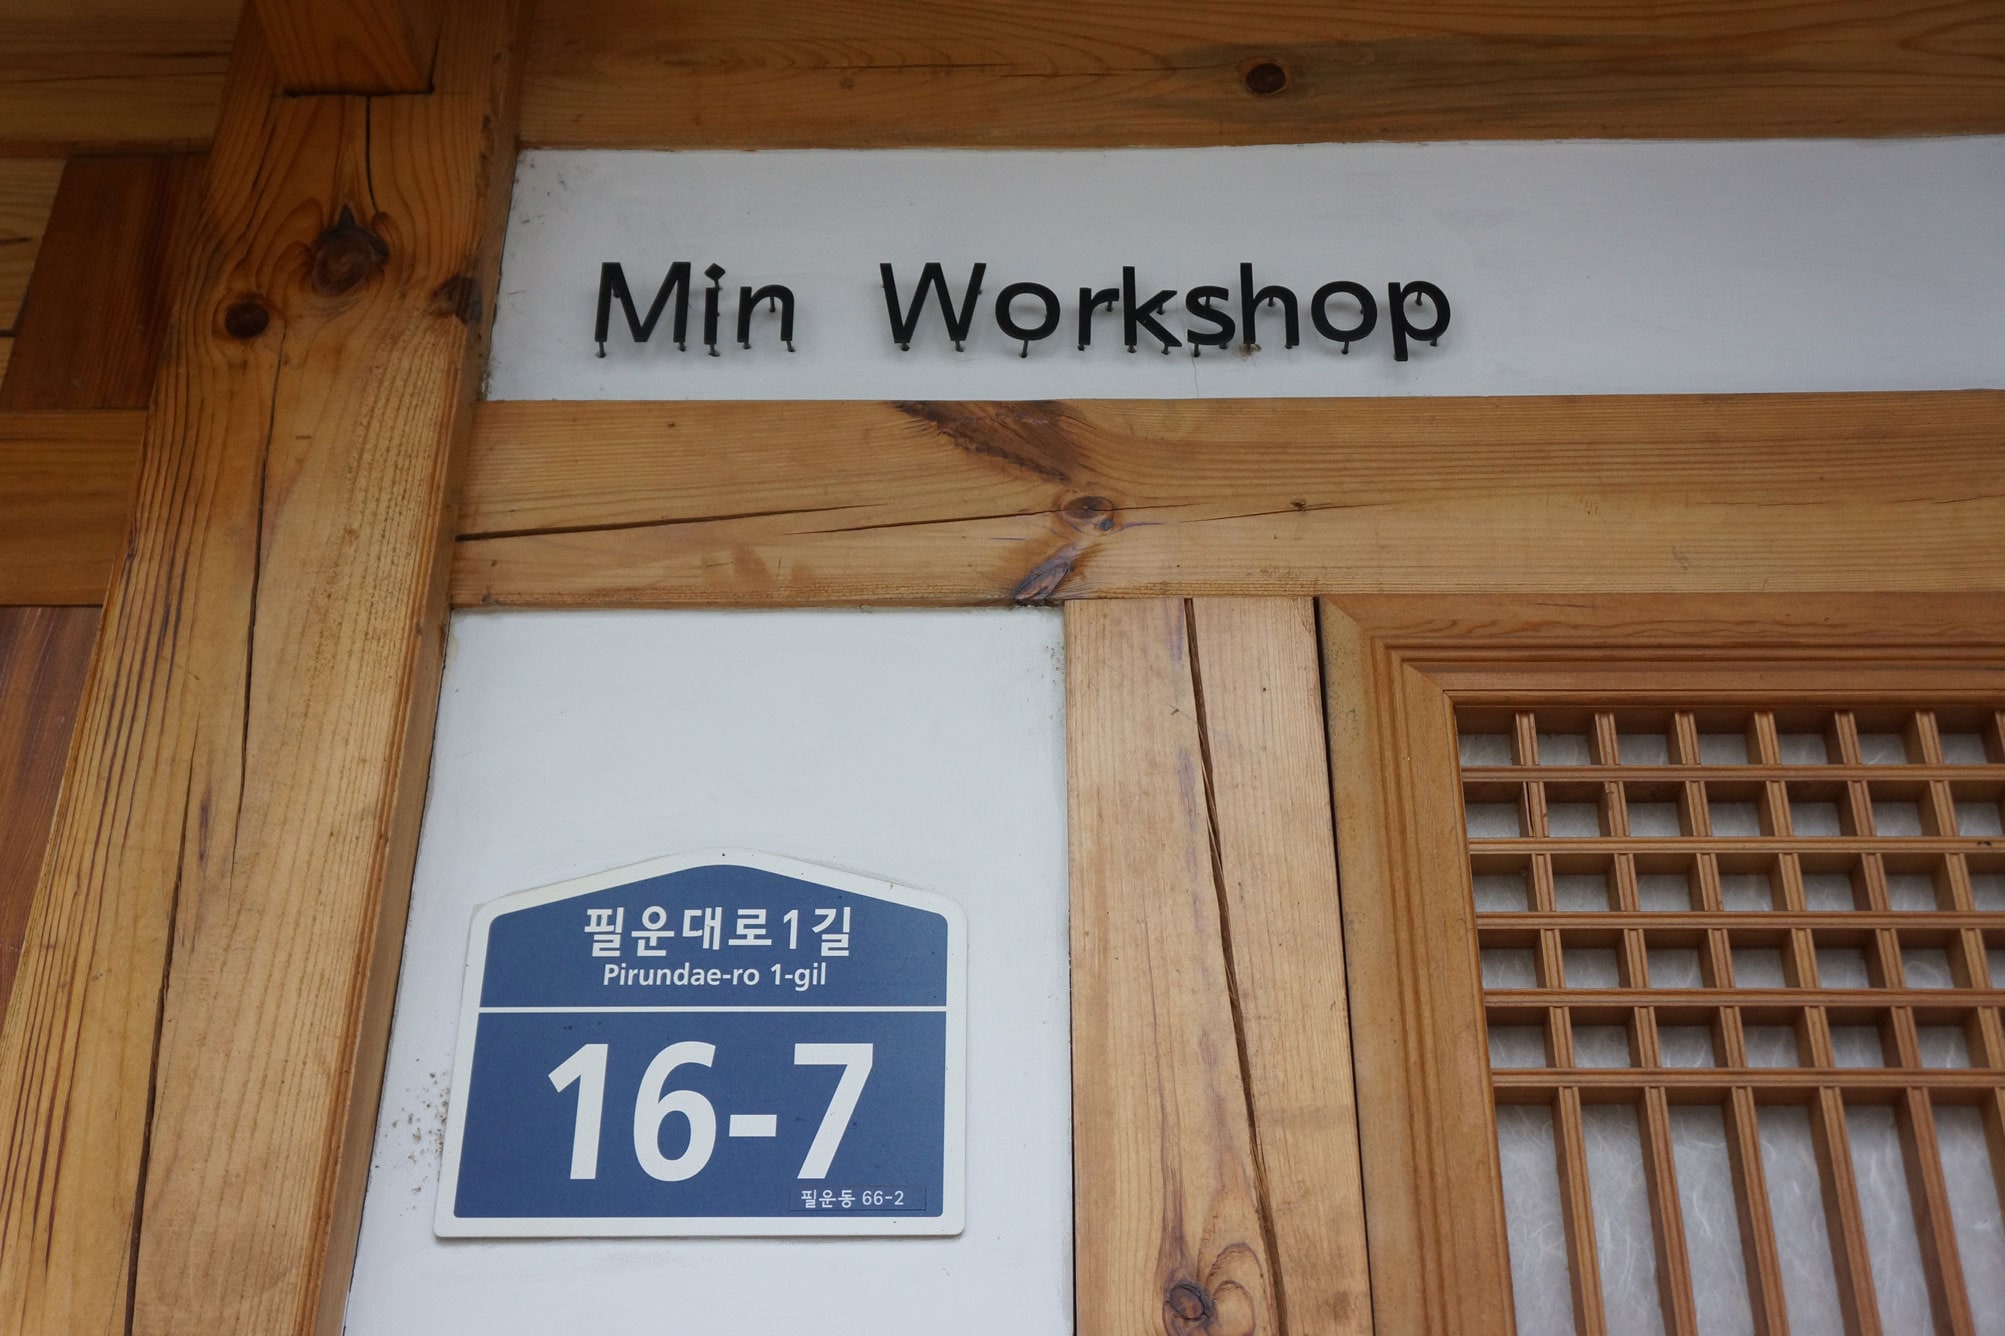 Min Workshop
필운대로1길
Pirundae-ro 1-gil
16-7
필운동 66-2